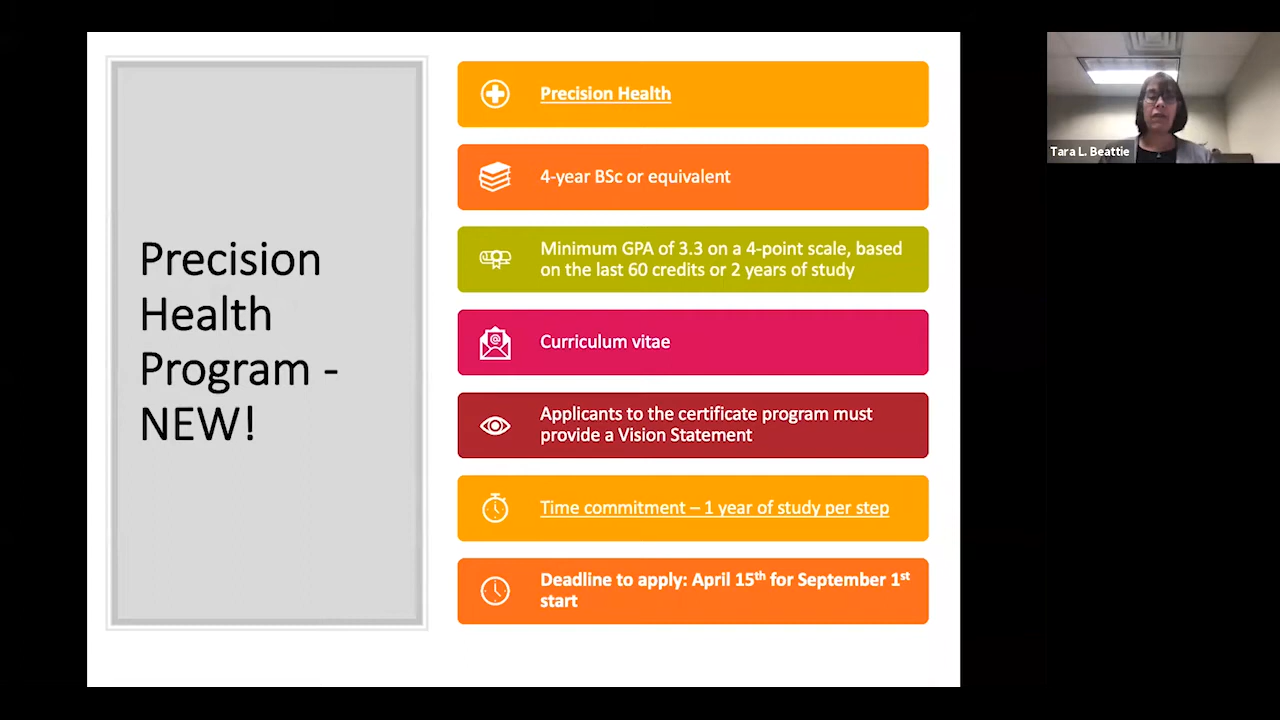 Precision
Health
Program -
NEW!
Precision Health
4-year BSc or equivalent
Minimum GPA of 3.3 on a 4-point scale, based
on the last 60 credits or 2 years of study
Curriculum vitae
Applicants to the certificate program must
provide a Vision Statement
Time commitment – 1 year of study per step
Deadline to apply: April 15th for September 1st
start
Tara L. Beattie